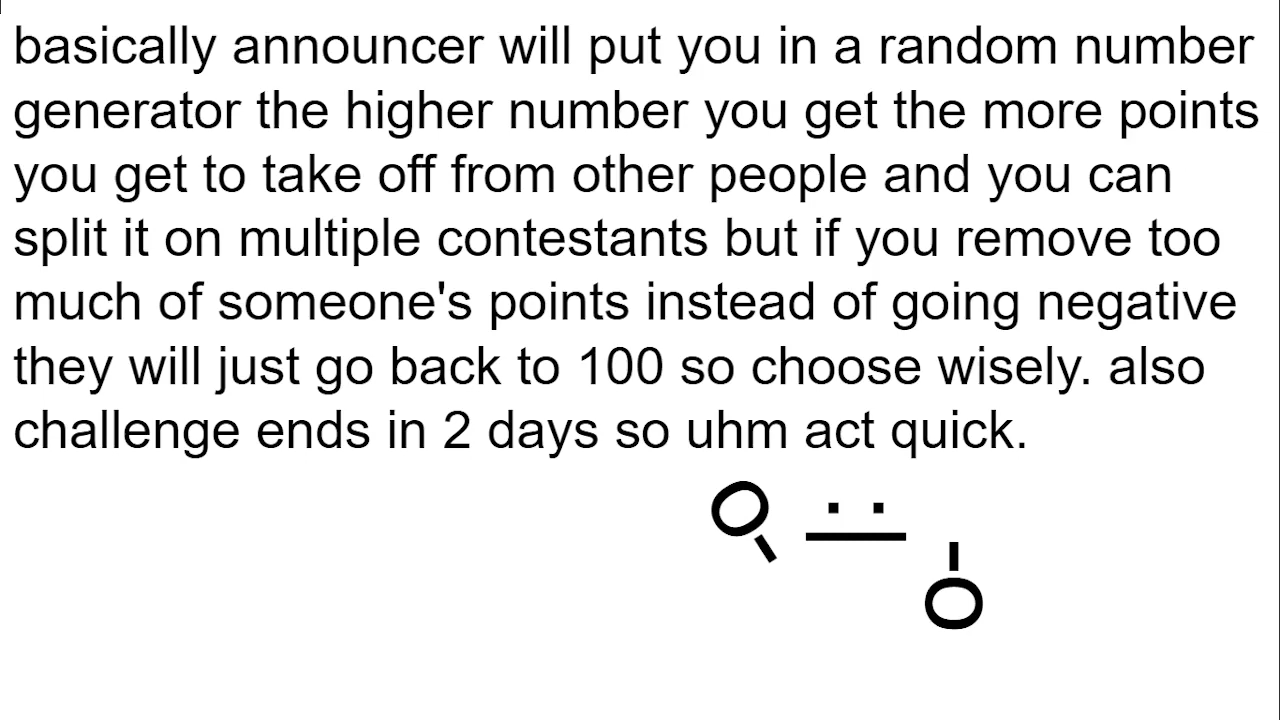 basically announcer will put you in a random number
generator the higher number you get the more points
you get to take off from other people and you can
split it on multiple contestants but if you remove too
much of someone's points instead of going negative
they will just go back to 100 so choose wisely. also
challenge ends in 2 days so uhm act quick.